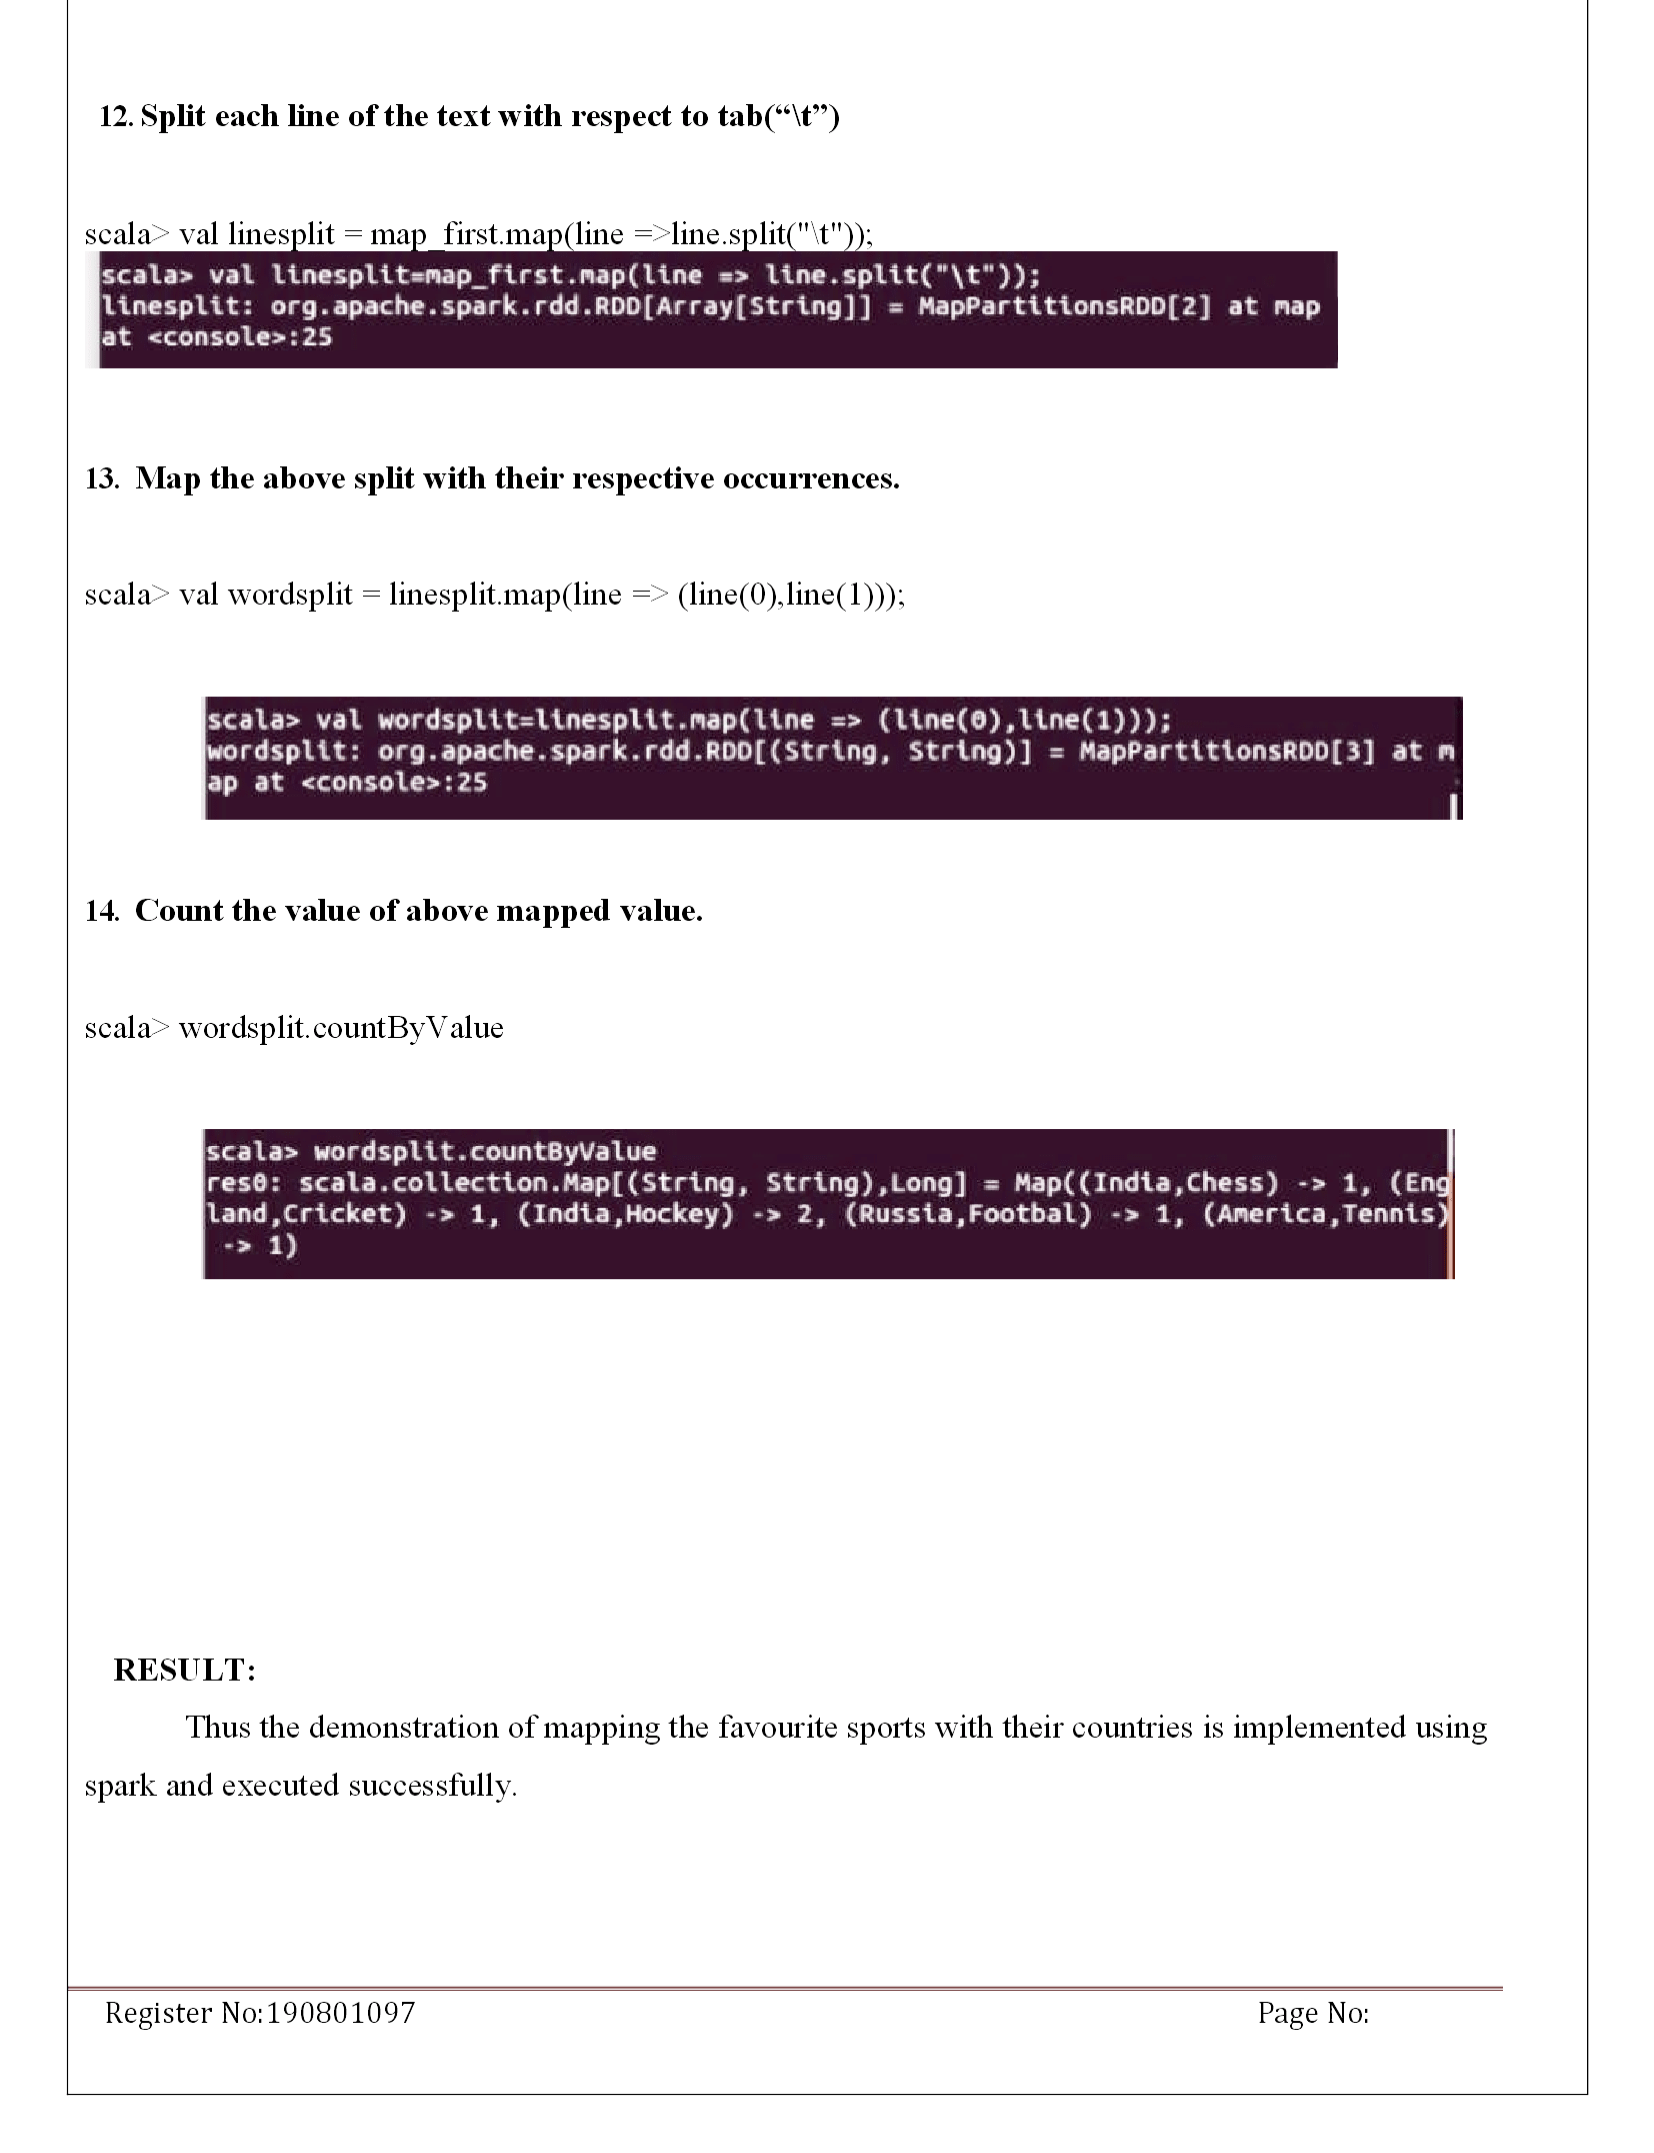 12. Split each line of the text with respect to tab(“\t”)
scala> val linesplit = map_first.map(line =>line.split("\t"));
scala> val linesplit=map_first.map(line => line.split("\t"));
linesplit: org.apache.spark.rdd.RDD[Array[String]] = MapPartitionsRDD[2] at map
at <console>:25
13. Map the above split with their respective occurrences.
scala> val wordsplit = linesplit.map(line => (line(0),line(1)));
scala> val wordsplit=linesplit.map(line => (line(0),line(1)));
wordsplit: org.apache.spark.rdd.RDD[(String, String)] = MapPartitionsRDD[3] at m
ap at <console>:25
14. Count the value of above mapped value.
scala> wordsplit.countByValue
scala> wordsplit.countByValue
res0: scala.collection.Map[(String, String),Long] = Map((India,Chess) -> 1, (Eng
land,Cricket) -> 1, (India,Hockey) -> 2, (Russia,Footbal) -> 1, (America,Tennis)
-> 1)
RESULT:
Thus the demonstration of mapping the favourite sports with their countries is implemented using
spark and executed successfully.
Register No:190801097 Page No: